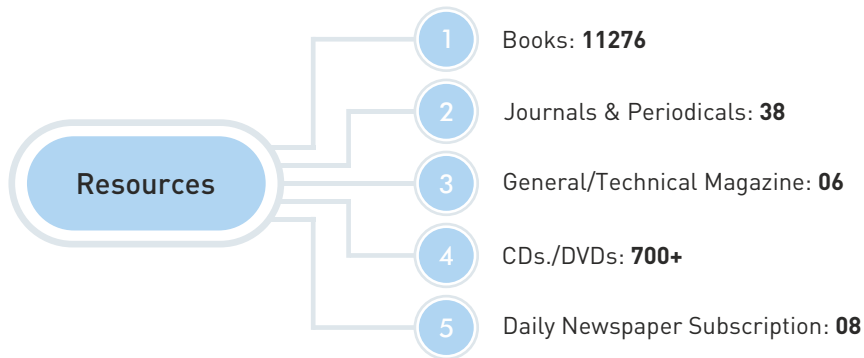 Resources
1
Books: 11276
2
Journals & Periodicals: 38
3
General/Technical Magazine: 06
4
CDs./DVDs: 700+
5
Daily Newspaper Subscription: 08